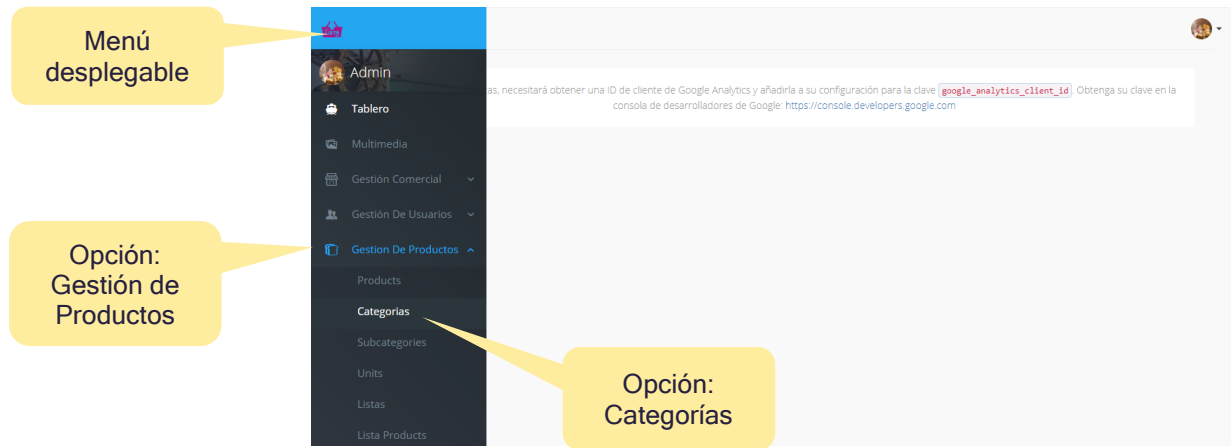 Menú
desplegable
Admin
as, necesitará obtener una ID de cliente de Google Analytics y añadirla a su configuración para la clave google_analytics_client_id. Obtenga su clave en la
consola de desarrolladores de Google: https://console.developers.google.com
Tablero
Multimedia
Gestión Comercial
Gestión De Usuarios
Opción:
Gestión de
Productos
Gestion De Productos
Products
Categorias
Subcategories
Units
Listas
Lista Products
Opción:
Categorías